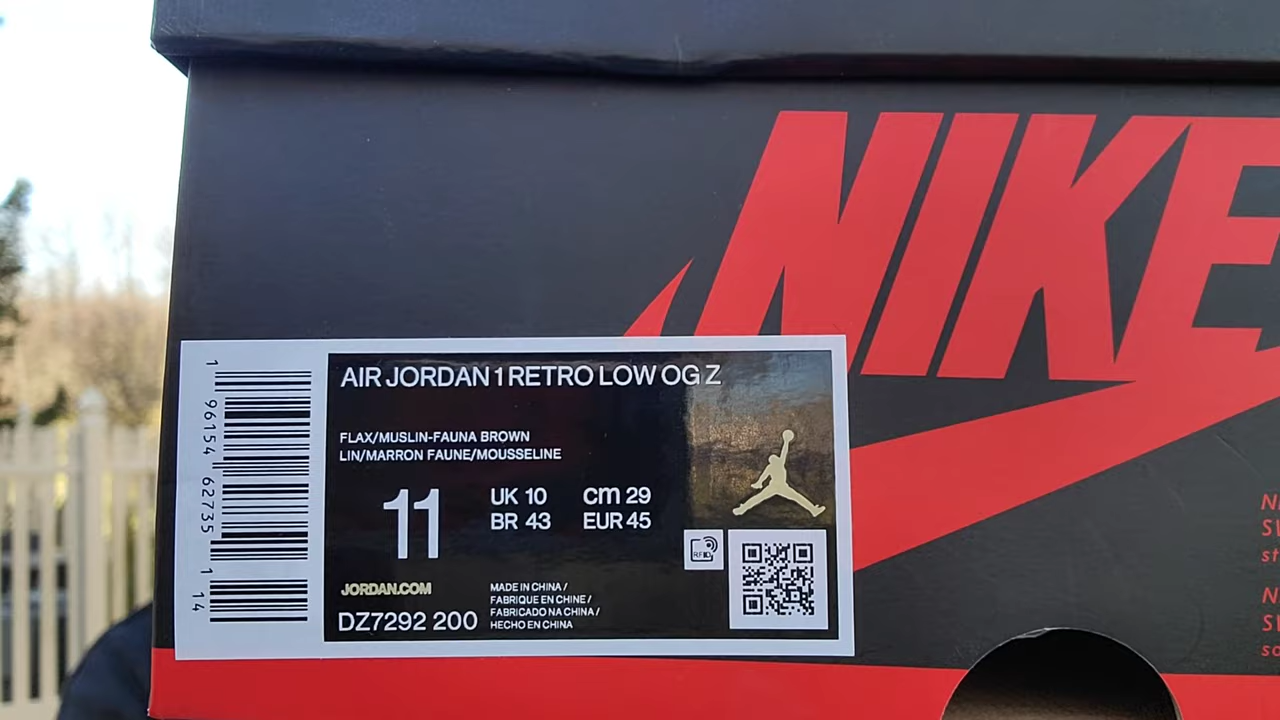 NIKE
AIR JORDAN 1 RETRO LOW OG Z
FLAX/MUSLIN-FAUNA BROWN
LIN/MARRON FAUNE/MOUSSELINE
11
UK 10
CM 29
BR 43
EUR 45
RFID
JORDAN.COM
DZ7292 200
MADE IN CHINA /
FABRIQUE EN CHINE /
FABRICADO NA CHINA /
HECHO EN CHINA
1 96154 62735 1
14